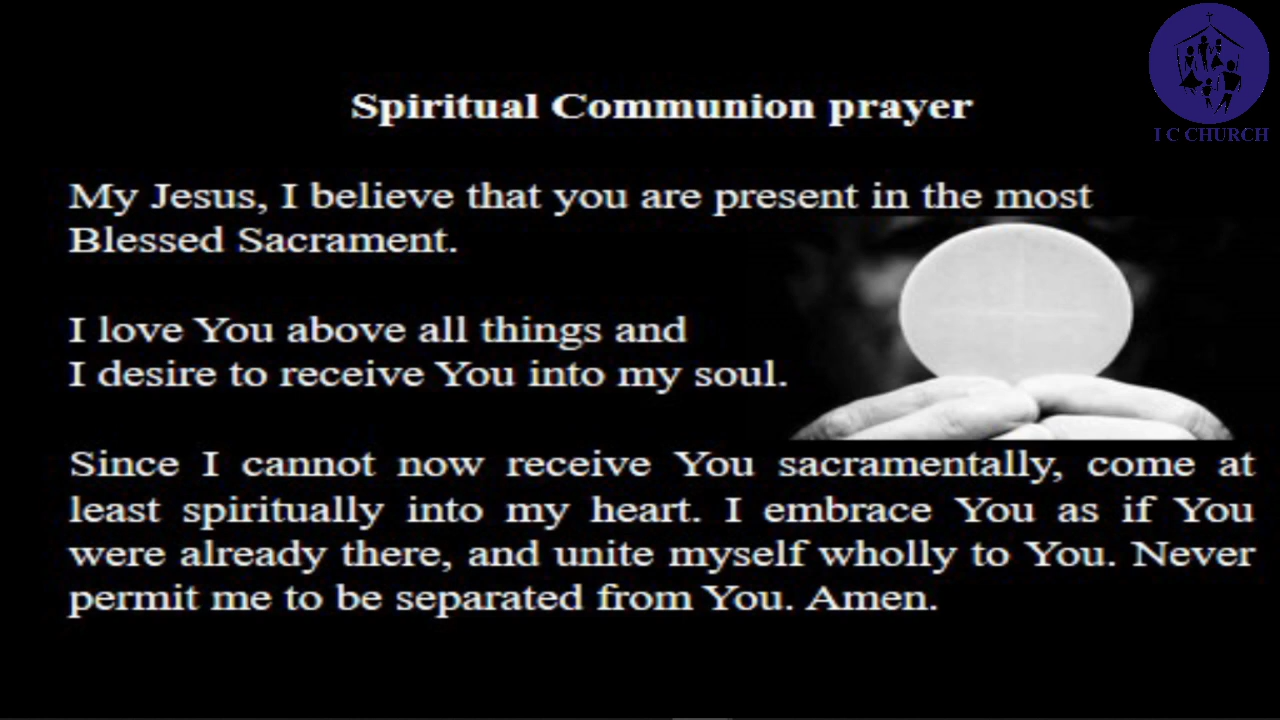 I C CHURCH
Spiritual Communion prayer
My Jesus, I believe that you are present in the most
Blessed Sacrament.
I love You above all things and
I desire to receive You into my soul.
Since I cannot now receive You sacramentally, come at
least spiritually into my heart. I embrace You as if You
were already there, and unite myself wholly to You. Never
permit me to be separated from You. Amen.